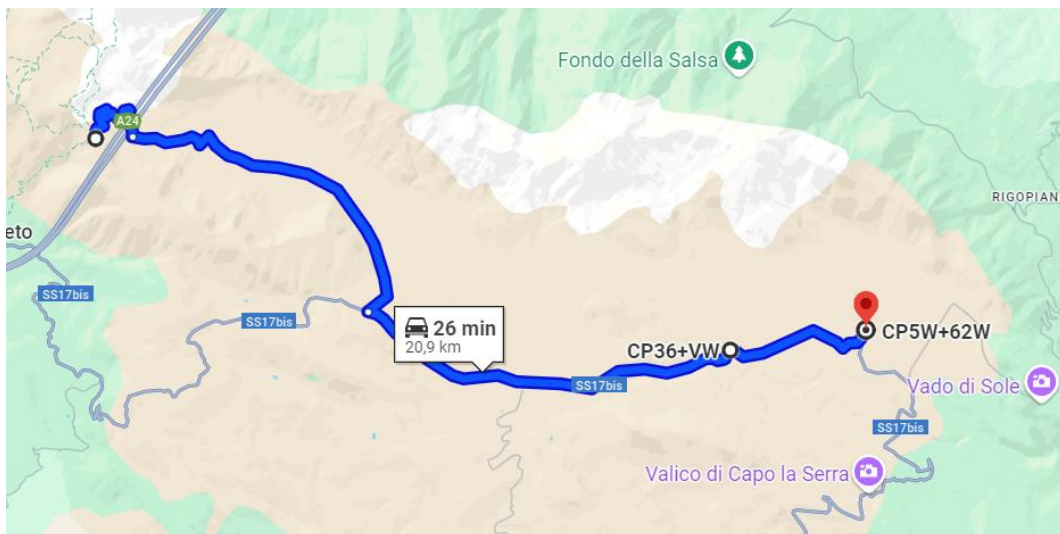 Fondo della Salsa
A24
RIGOPIAN
eto
SS17bis
SS17bis
26 min
20,9 km
CP36+VW
CP5W+62W
SS17bis
Vado di Sole
SS17bis
Valico di Capo la Serra